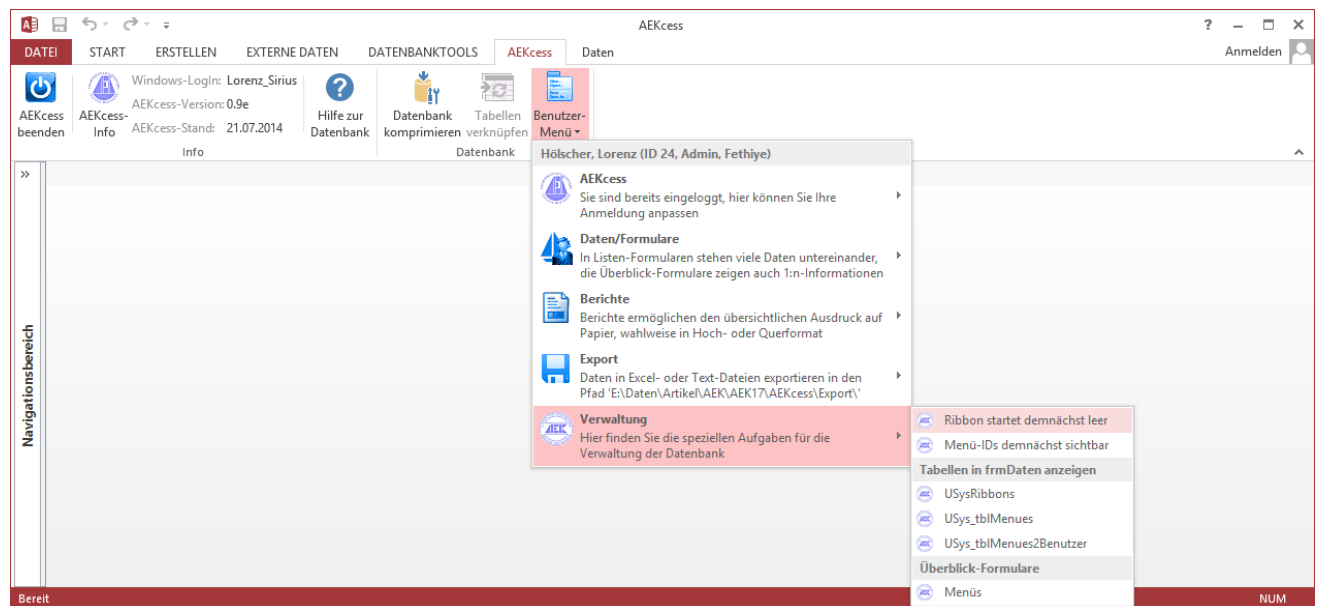 AEKcess
DATEI START ERSTELLEN EXTERNE DATEN DATENBANKTOOLS AEKcess Daten Anmelden
AEKcess beenden
AEKcess-Info
Windows-LogIn: Lorenz_Sirius
AEKcess-Version: 0.9e
AEKcess-Stand: 21.07.2014
Info
Hilfe zur Datenbank
Datenbank komprimieren
Tabellen verknüpfen
Benutzer-Menü
Datenbank
Navigationsbereich
Hölscher, Lorenz (ID 24, Admin, Fethiye)
AEKcess
Sie sind bereits eingeloggt, hier können Sie Ihre
Anmeldung anpassen
Daten/Formulare
In Listen-Formularen stehen viele Daten untereinander,
die Überblick-Formulare zeigen auch 1:n-Informationen
Berichte
Berichte ermöglichen den übersichtlichen Ausdruck auf
Papier, wahlweise in Hoch- oder Querformat
Export
Daten in Excel- oder Text-Dateien exportieren in den
Pfad 'E:\Daten\Artikel\AEK\AEK17\AEKcess\Export\'
Verwaltung
Hier finden Sie die speziellen Aufgaben für die
Verwaltung der Datenbank
Ribbon startet demnächst leer
Menü-IDs demnächst sichtbar
Tabellen in frmDaten anzeigen
USysRibbons
USys_tblMenues
USys_tblMenues2Benutzer
Überblick-Formulare
Menüs
Bereit NUM